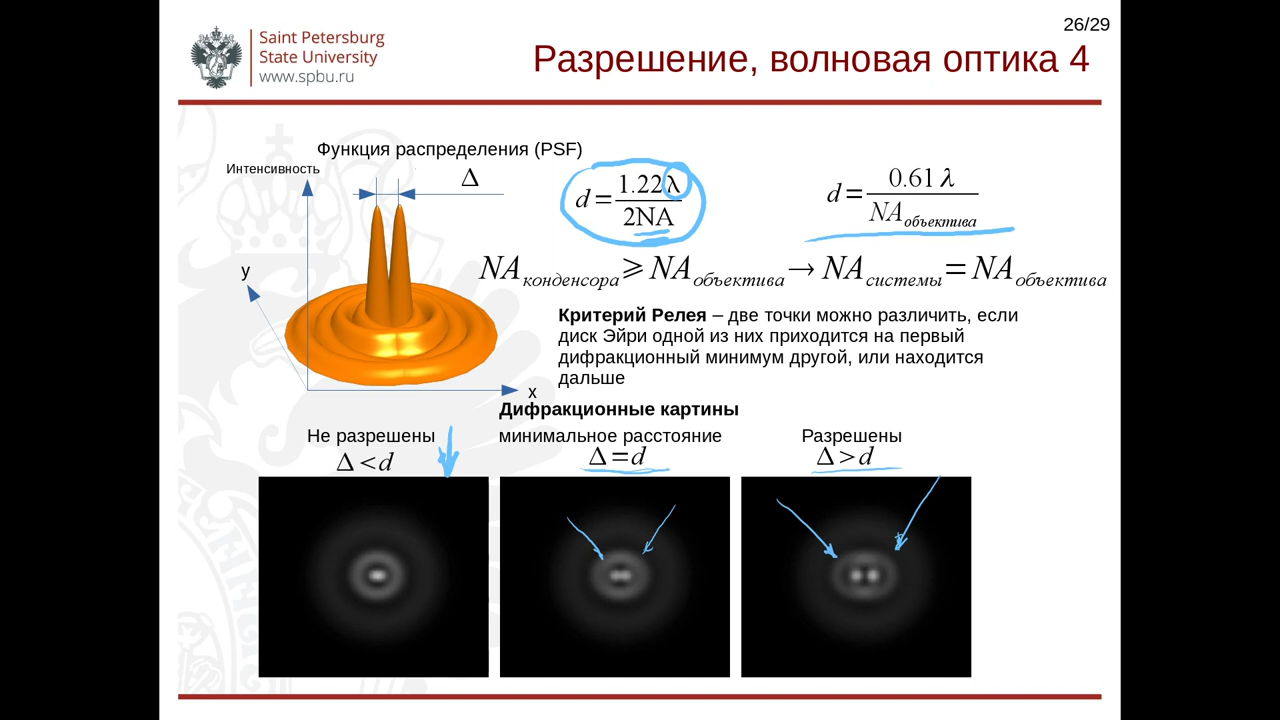 26/29
Saint Petersburg
State University
www.spbu.ru
Разрешение, волновая оптика 4
Функция распределения (PSF)
Интенсивность
Δ
y
x
d = 1.22 λ / 2NA
d = 0.61 λ / NA объектива
NA конденсора ⩾ NA объектива → NA системы = NA объектива
Критерий Релея – две точки можно различить, если
диск Эйри одной из них приходится на первый
дифракционный минимум другой, или находится
дальше
Дифракционные картины
Не разрешены
Δ < d
минимальное расстояние
Δ = d
Разрешены
Δ > d